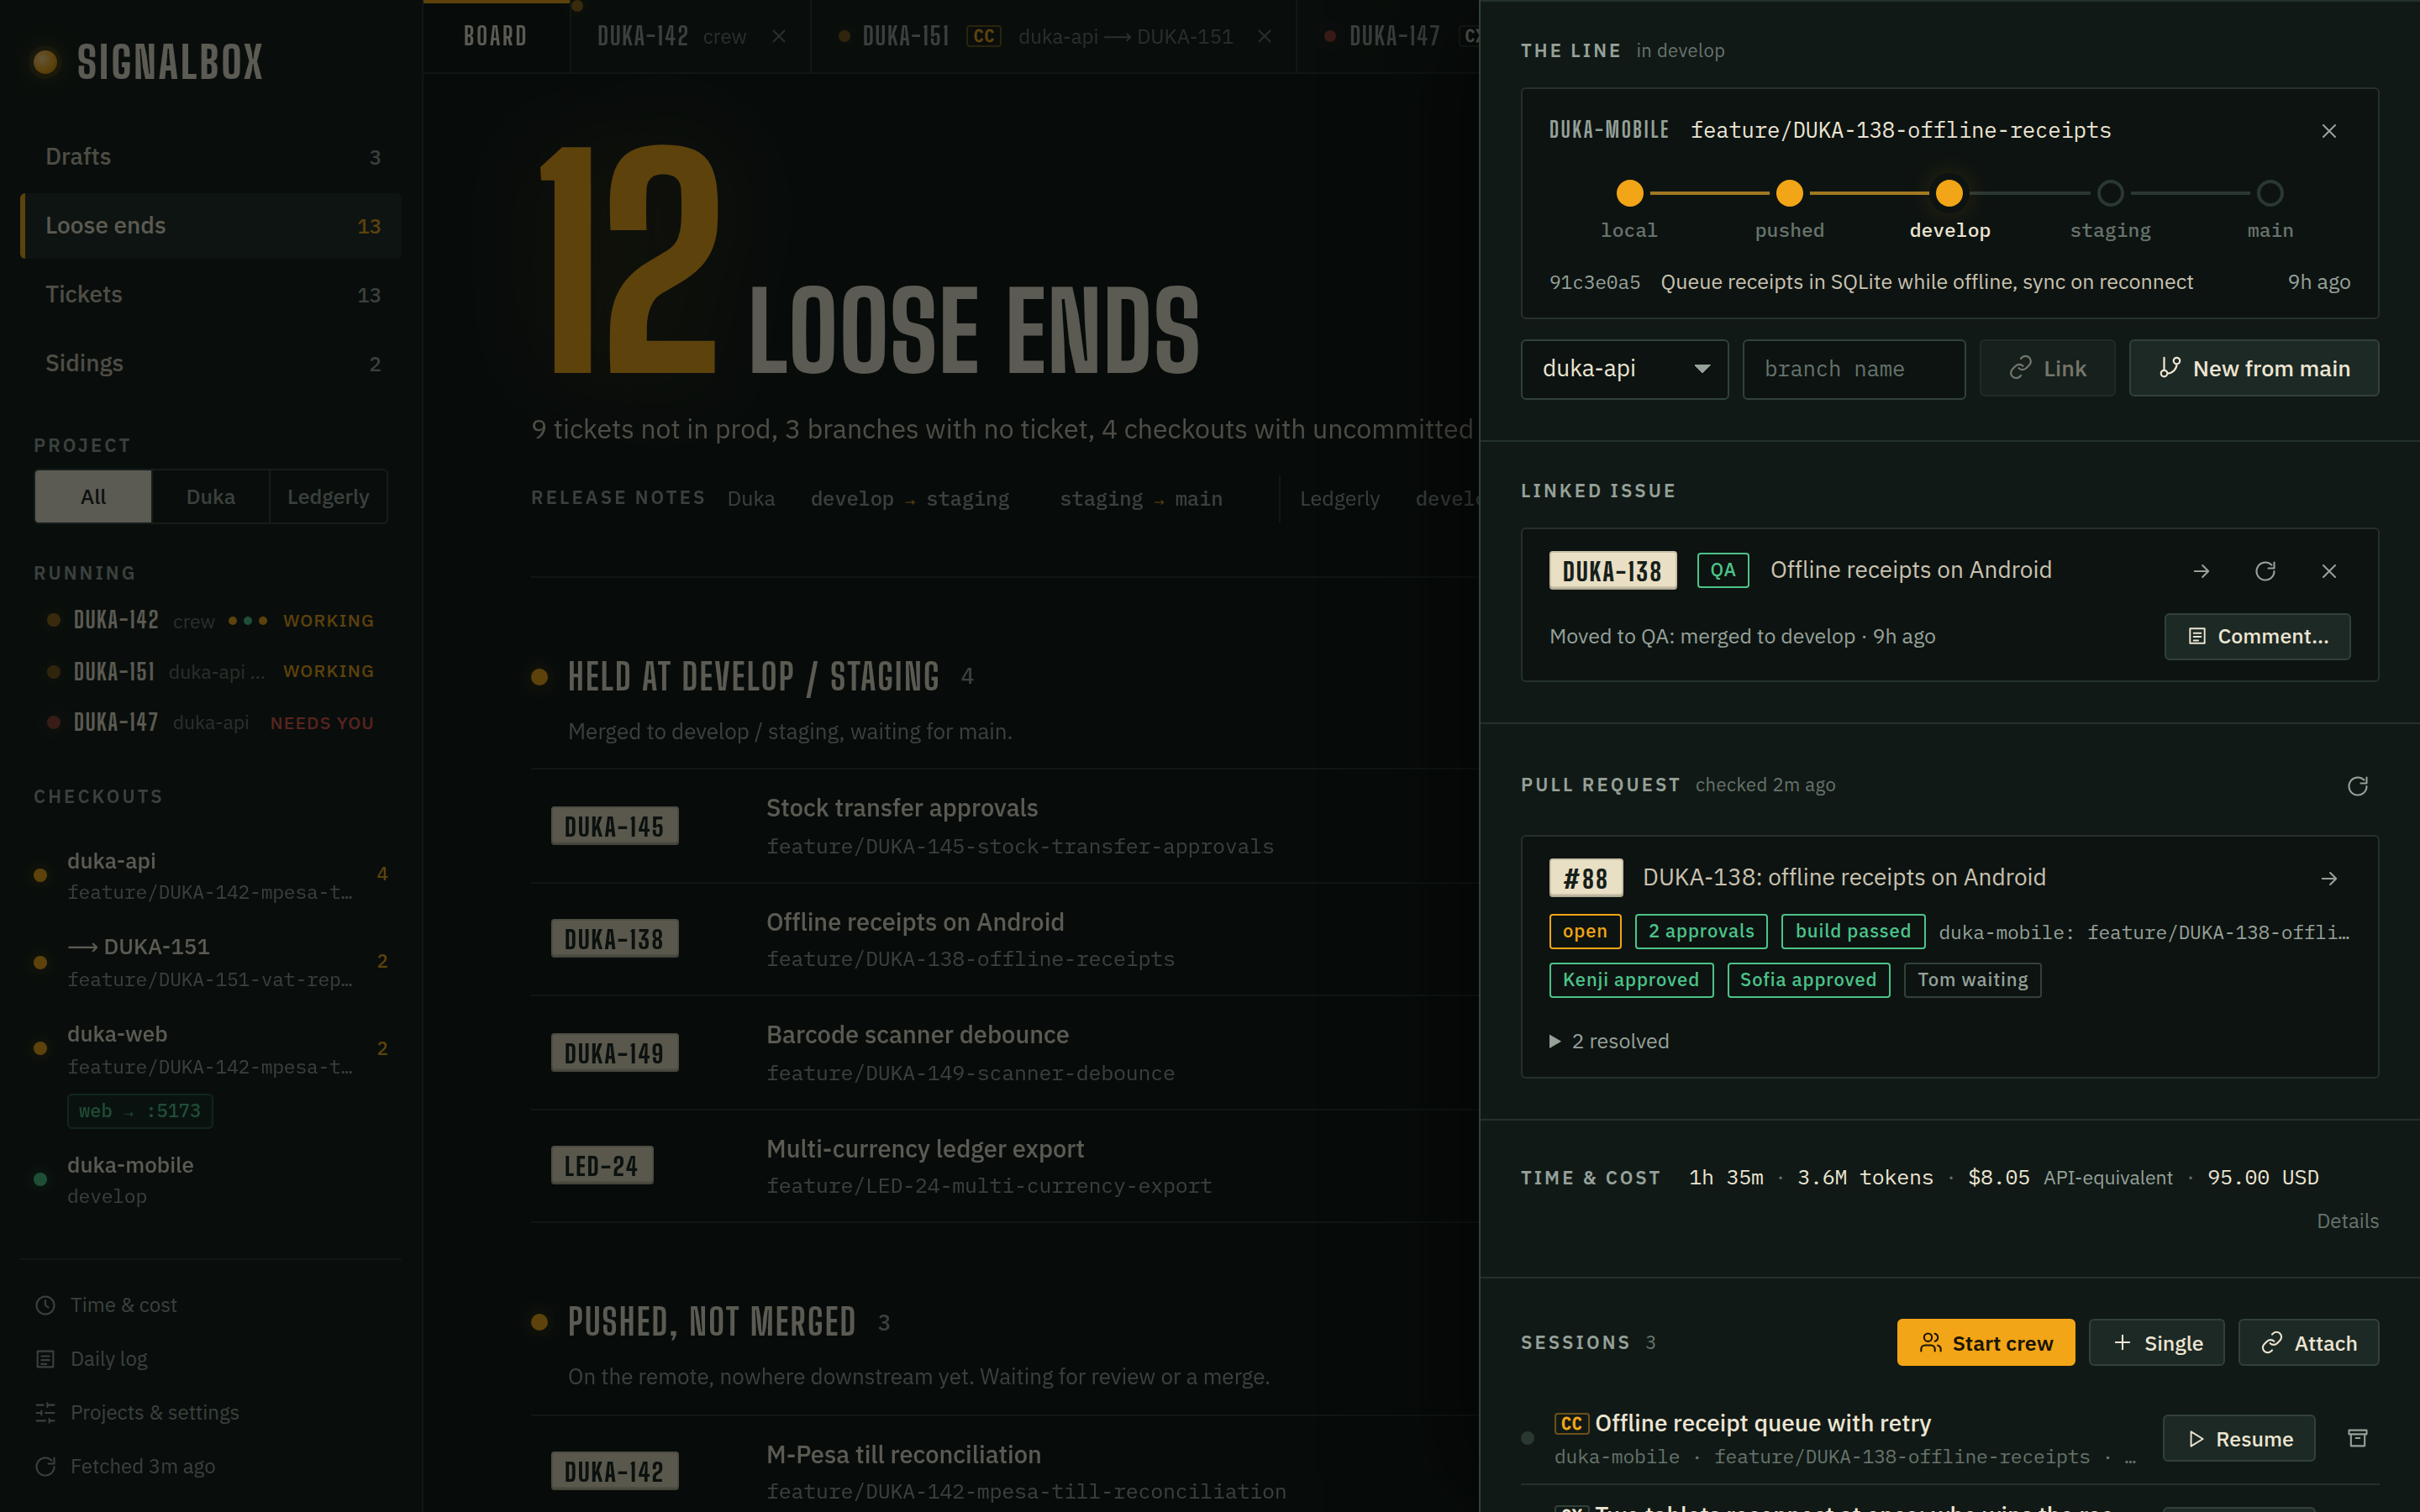 SIGNALBOX
Drafts 3
Loose ends 13
Tickets 13
Sidings 2
PROJECT
All Duka Ledgerly
RUNNING
DUKA-142 crew WORKING
DUKA-151 duka-api ... WORKING
DUKA-147 duka-api NEEDS YOU
CHECKOUTS
duka-api 4
feature/DUKA-142-mpesa-t…
⟶ DUKA-151 2
feature/DUKA-151-vat-rep…
duka-web 2
feature/DUKA-142-mpesa-t…
web → :5173
duka-mobile
develop
Time & cost
Daily log
Projects & settings
Fetched 3m ago
BOARD DUKA-142 crew × DUKA-151 CC duka-api ⟶ DUKA-151 × DUKA-147
12 LOOSE ENDS
9 tickets not in prod, 3 branches with no ticket, 4 checkouts with uncommitted
RELEASE NOTES Duka develop → staging staging → main Ledgerly
HELD AT DEVELOP / STAGING 4
Merged to develop / staging, waiting for main.
DUKA-145 Stock transfer approvals
feature/DUKA-145-stock-transfer-approvals
DUKA-138 Offline receipts on Android
feature/DUKA-138-offline-receipts
DUKA-149 Barcode scanner debounce
feature/DUKA-149-scanner-debounce
LED-24 Multi-currency ledger export
feature/LED-24-multi-currency-export
PUSHED, NOT MERGED 3
On the remote, nowhere downstream yet. Waiting for review or a merge.
DUKA-142 M-Pesa till reconciliation
feature/DUKA-142-mpesa-till-reconciliation
THE LINE in develop
DUKA-MOBILE feature/DUKA-138-offline-receipts ×
local pushed develop staging main
91c3e0a5 Queue receipts in SQLite while offline, sync on reconnect 9h ago
duka-api branch name Link New from main
LINKED ISSUE
DUKA-138 QA Offline receipts on Android → ×
Moved to QA: merged to develop · 9h ago Comment...
PULL REQUEST checked 2m ago
#88 DUKA-138: offline receipts on Android →
open 2 approvals build passed duka-mobile: feature/DUKA-138-offli…
Kenji approved Sofia approved Tom waiting
▶ 2 resolved
TIME & COST 1h 35m · 3.6M tokens · $8.05 API-equivalent · 95.00 USD
Details
SESSIONS 3 Start crew + Single Attach
CC Offline receipt queue with retry Resume
duka-mobile · feature/DUKA-138-offline-receipts · …